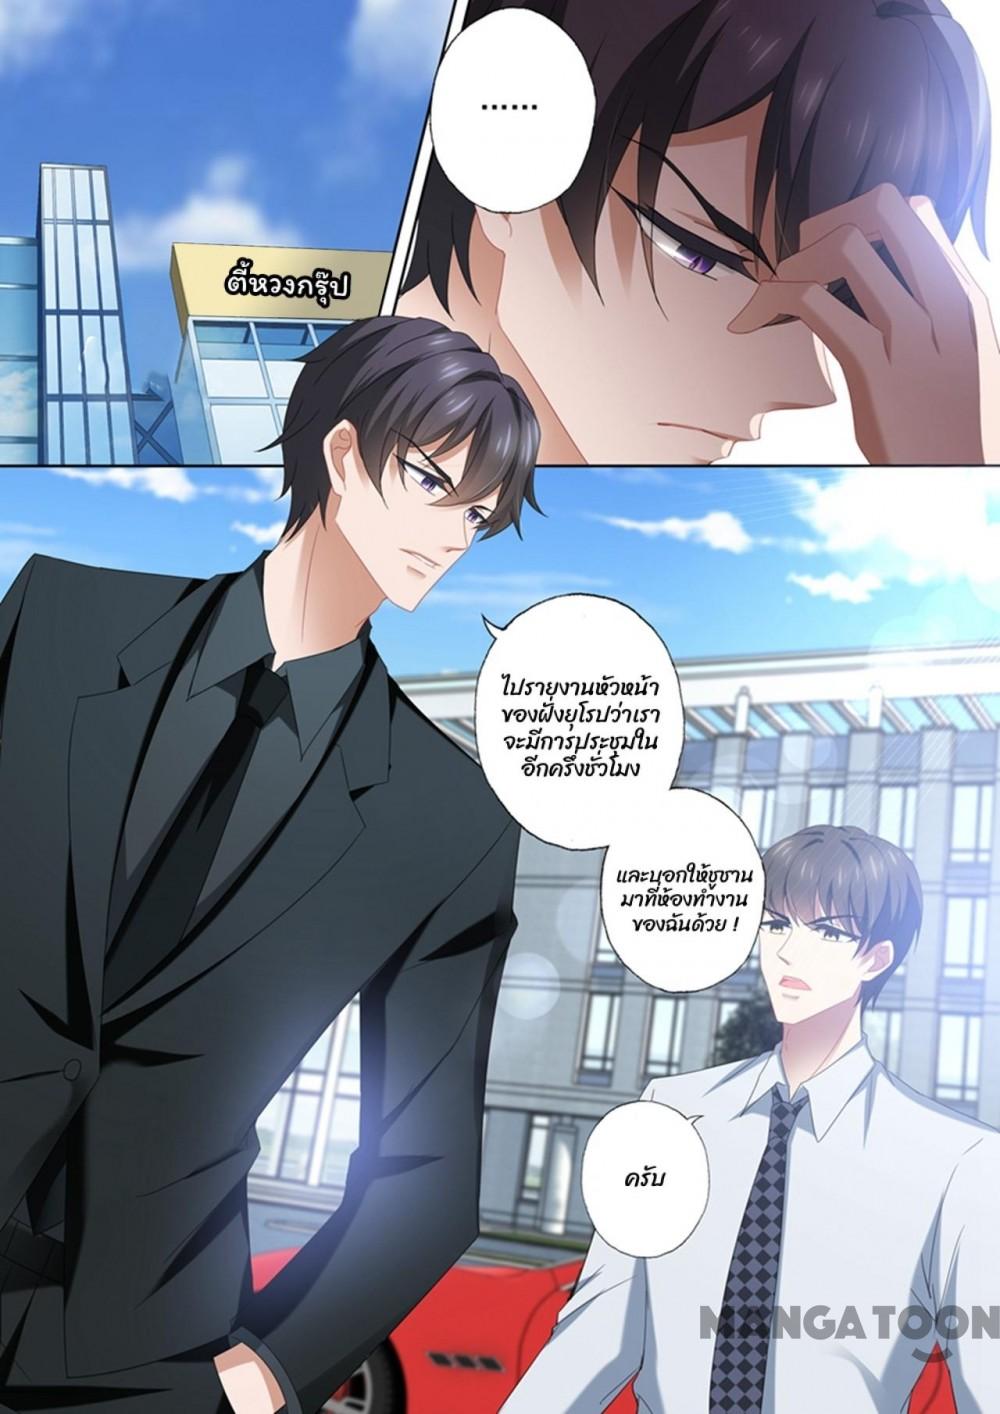 ......
ตี้หวงกรุ๊ป
ไปรายงานหัวหน้า
ของฝั่งยุโรปว่าเรา
จะมีการประชุมใน
อีกครึ่งชั่วโมง
และบอกให้ชูซาน
มาที่ห้องทำงาน
ของฉันด้วย !
ครับ
MANGATOON